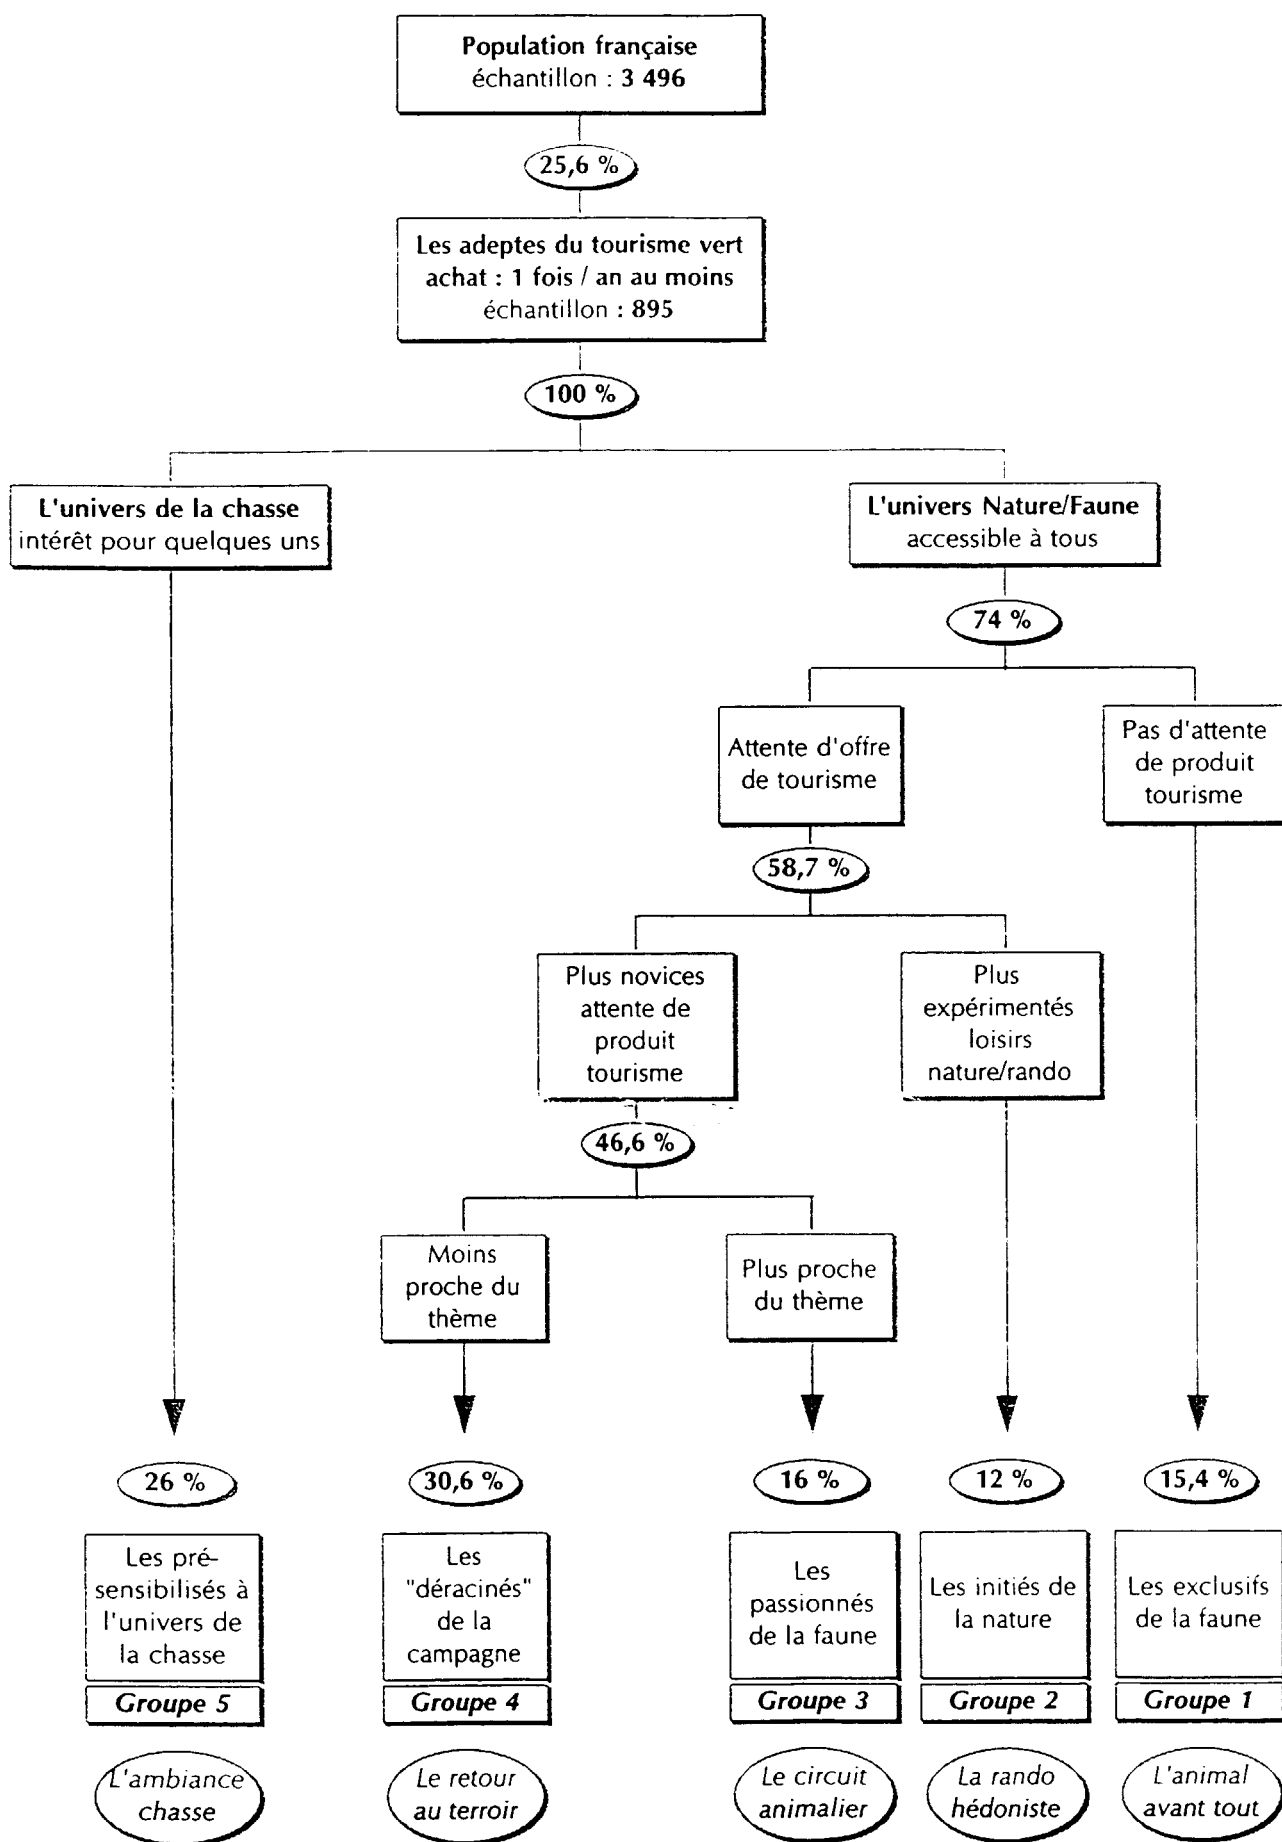 Population française
échantillon : 3 496
25,6 %
Les adeptes du tourisme vert
achat : 1 fois / an au moins
échantillon : 895
100 %
L'univers de la chasse
intérêt pour quelques uns
L'univers Nature/Faune
accessible à tous
74 %
Attente d'offre
de tourisme
Pas d'attente
de produit
tourisme
58,7 %
Plus novices
attente de
produit
tourisme
Plus
expérimentés
loisirs
nature/rando
46,6 %
Moins
proche du
thème
Plus proche
du thème
26 %
30,6 %
16 %
12 %
15,4 %
Les pré-
sensibilisés à
l'univers de
la chasse
Groupe 5
Les
"déracinés"
de la
campagne
Groupe 4
Les
passionnés
de la faune
Groupe 3
Les initiés de
la nature
Groupe 2
Les exclusifs
de la faune
Groupe 1
L'ambiance
chasse
Le retour
au terroir
Le circuit
animalier
La rando
hédoniste
L'animal
avant tout